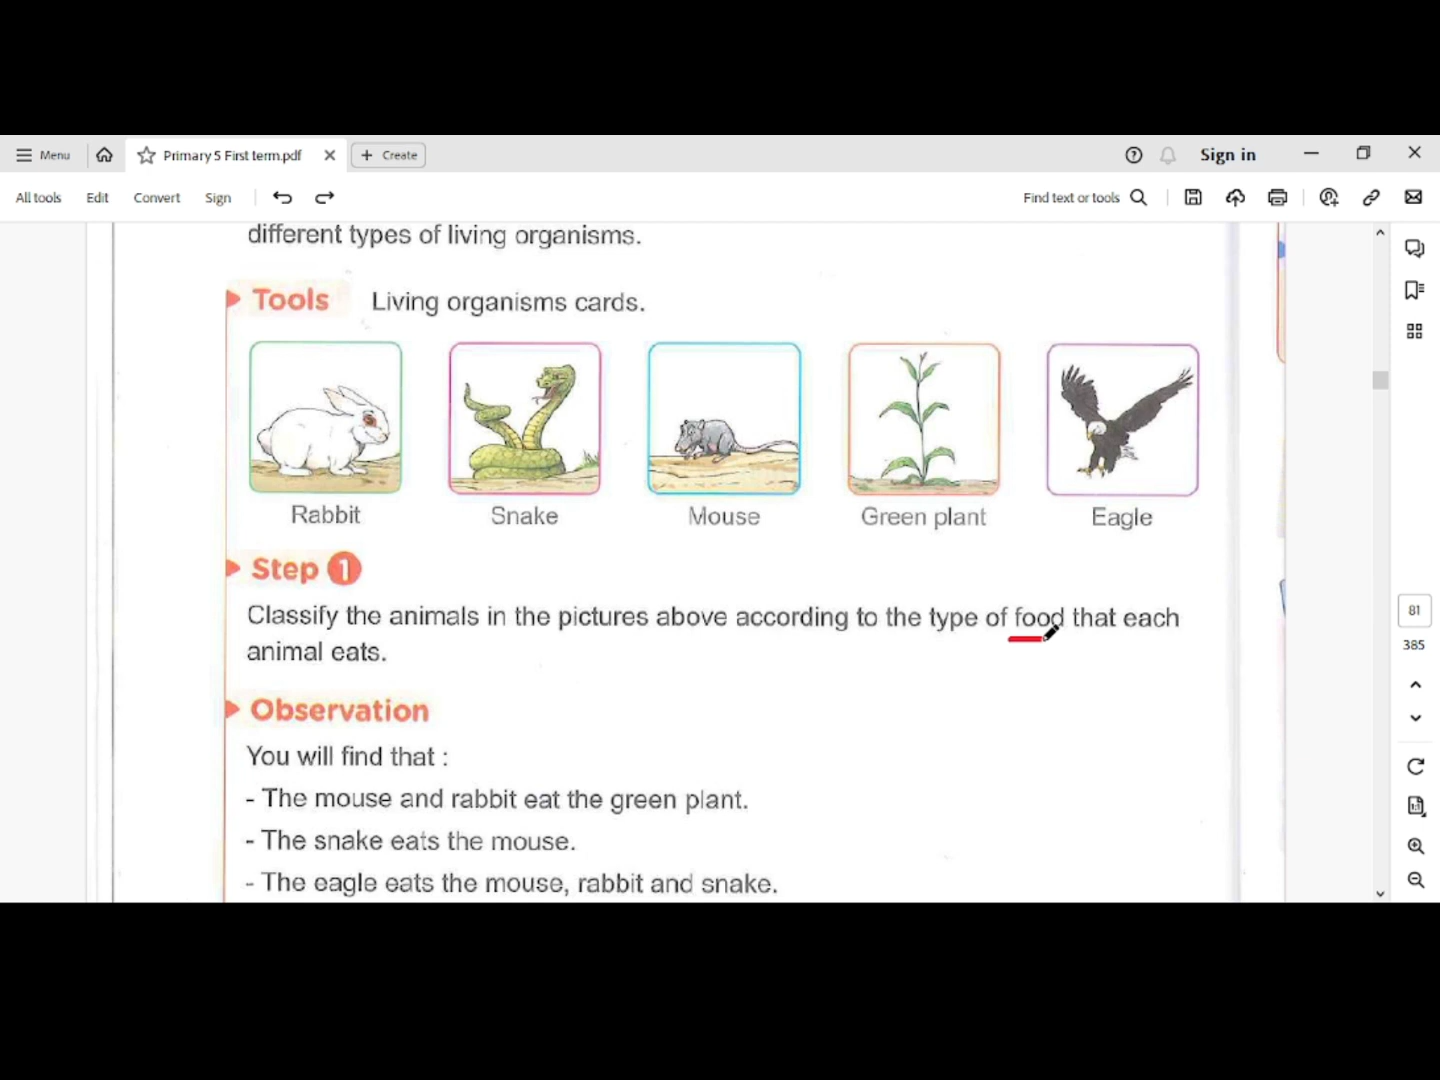 Menu
Primary 5 First term.pdf
Create
Sign in
All tools
Edit
Convert
Sign
Find text or tools
different types of living organisms.
Tools Living organisms cards.
Rabbit
Snake
Mouse
Green plant
Eagle
Step 1
Classify the animals in the pictures above according to the type of food that each
animal eats.
Observation
You will find that :
- The mouse and rabbit eat the green plant.
- The snake eats the mouse.
- The eagle eats the mouse, rabbit and snake.
81
385